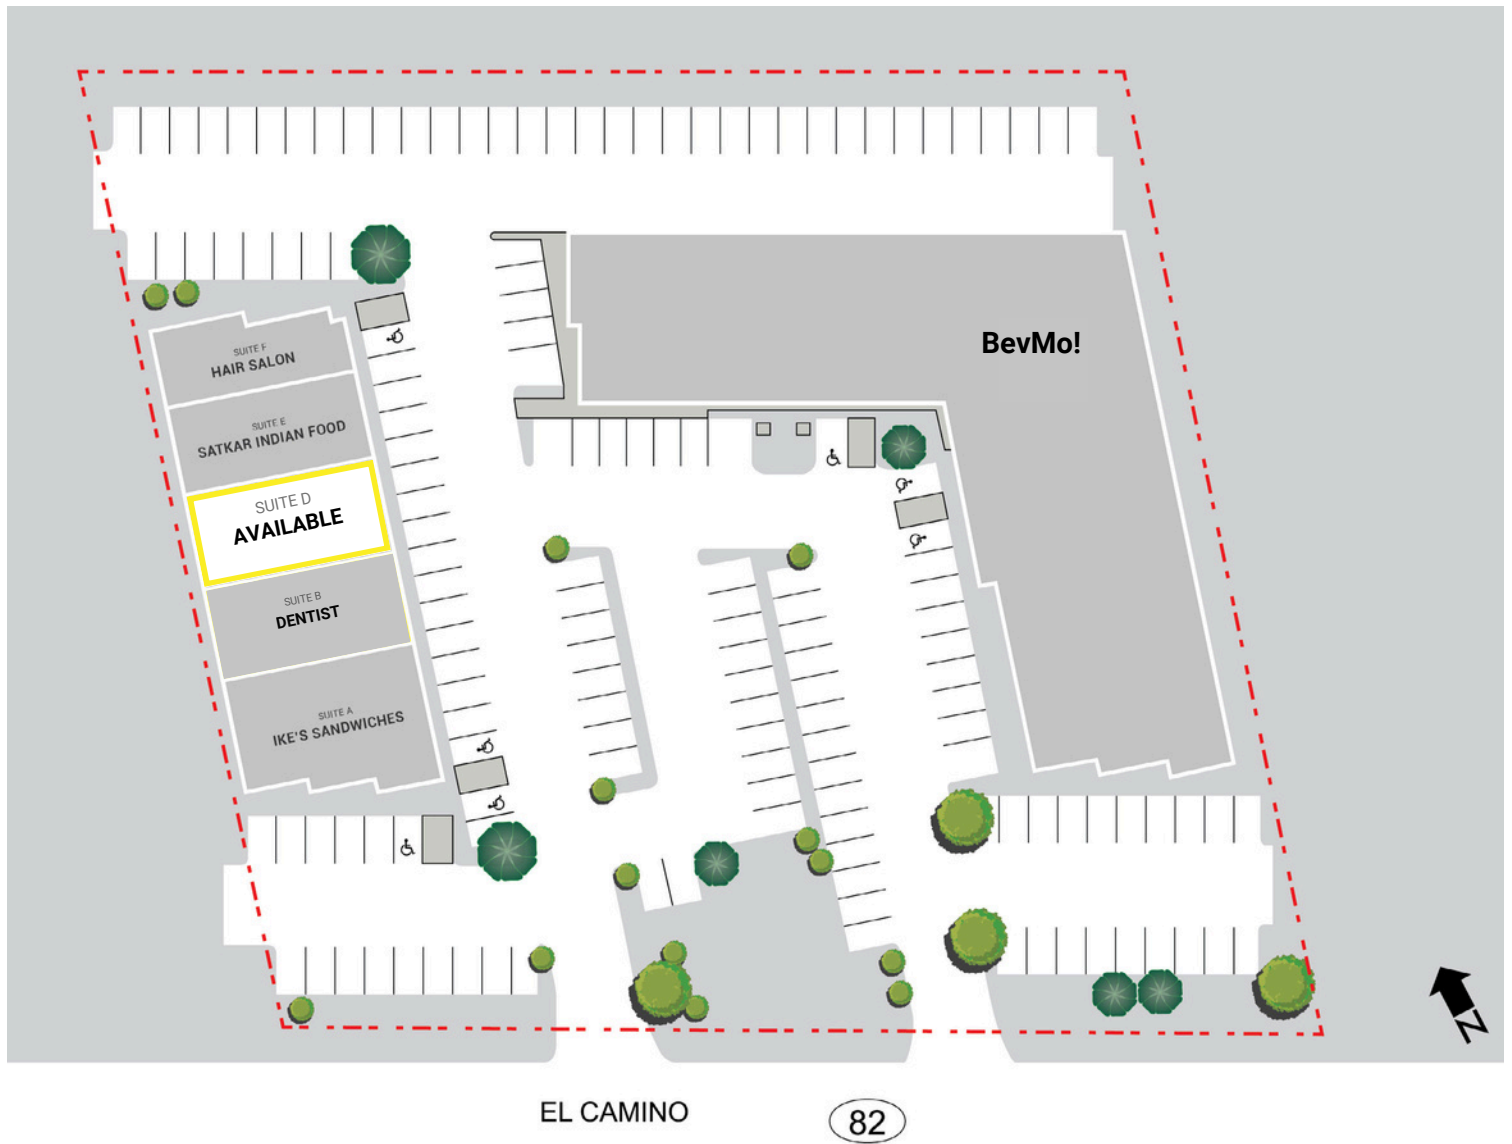 BevMo!
SUITE F
HAIR SALON
SUITE E
SATKAR INDIAN FOOD
SUITE D
AVAILABLE
SUITE B
DENTIST
SUITE A
IKE'S SANDWICHES
N
EL CAMINO
82